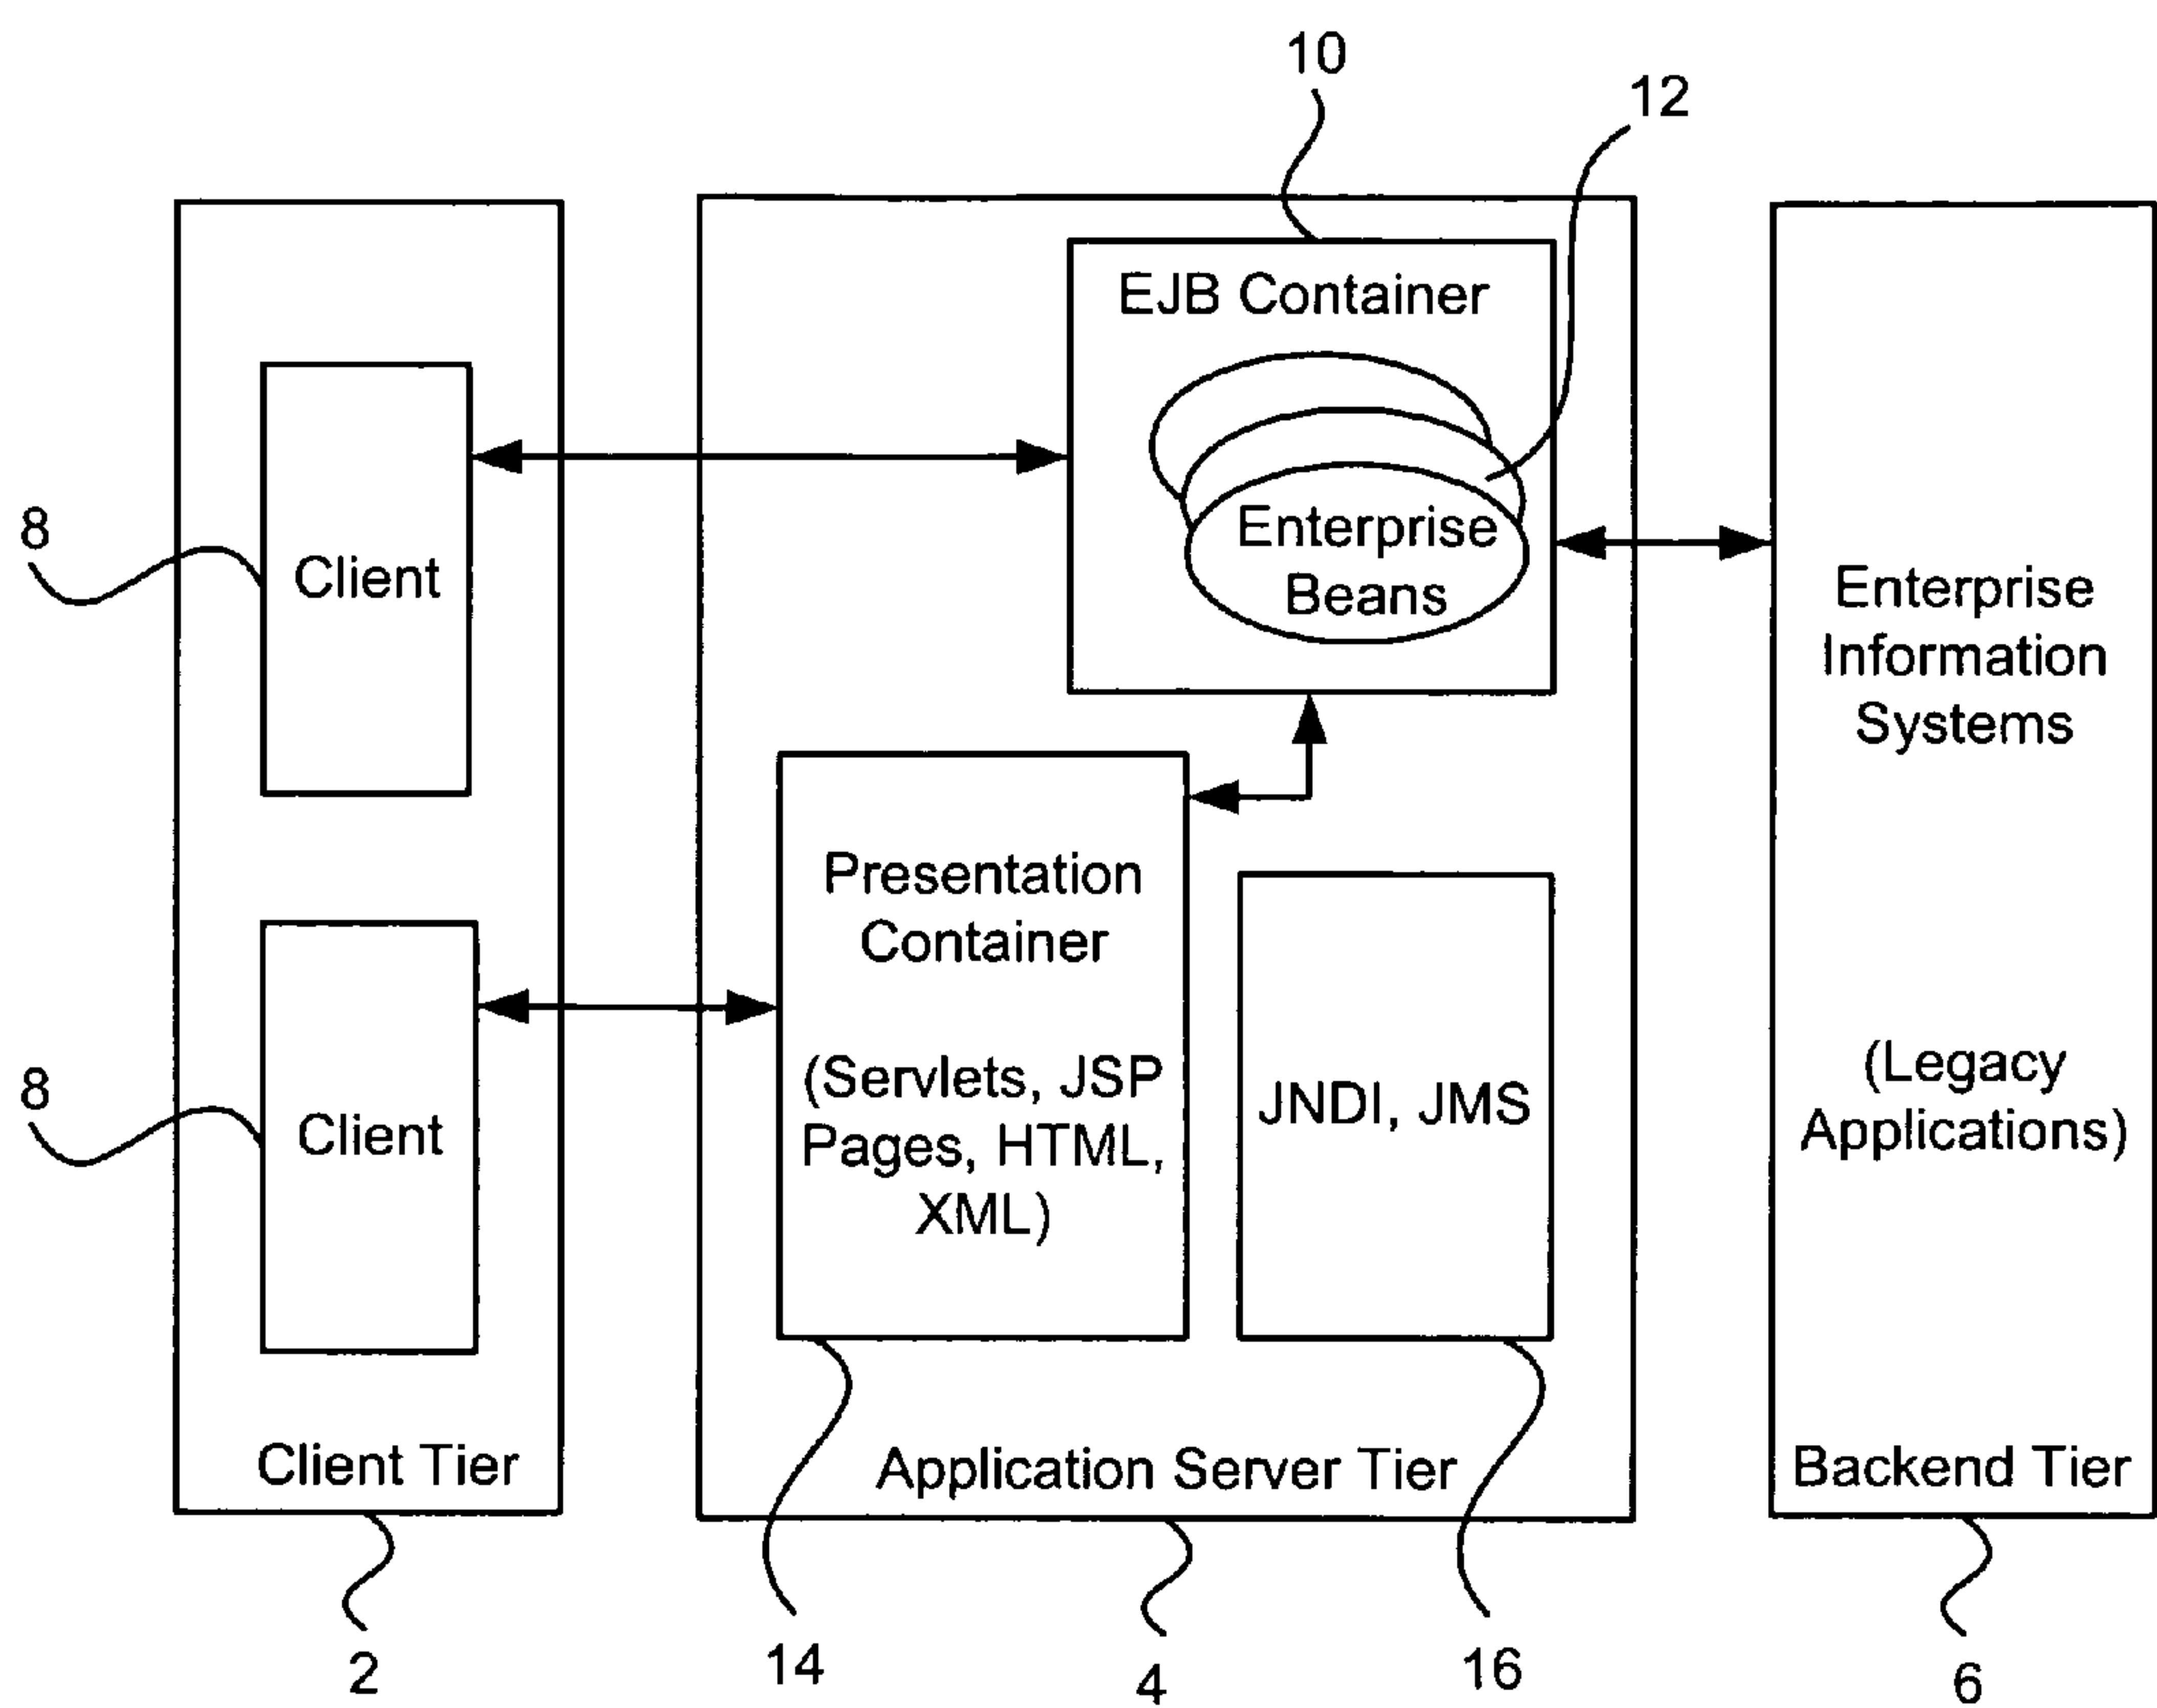 10
12
EJB Container
Enterprise
Beans
8
Client
Enterprise
Information
Systems
Presentation
Container
(Servlets, JSP
Pages, HTML,
XML)
JNDI, JMS
(Legacy
Applications)
8
Client
Client Tier
Application Server Tier
Backend Tier
2
14
4
16
6